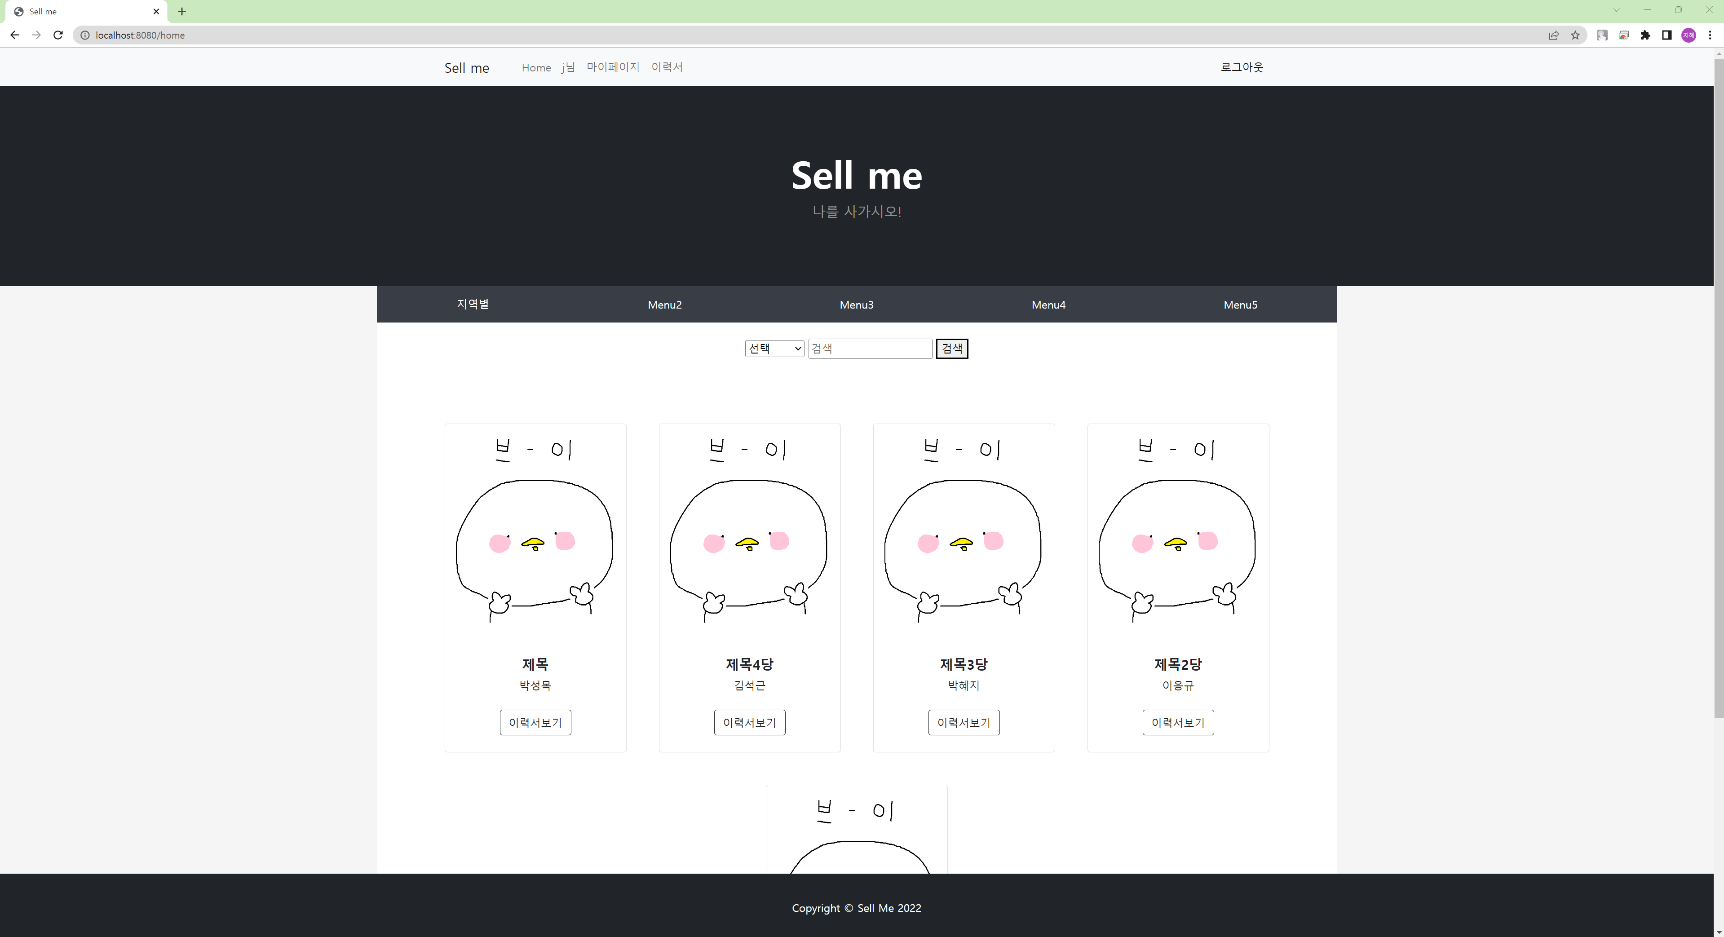 Sell me
localhost:8080/home
지혜
Sell me Home j님 마이페이지 이력서 로그아웃
Sell me
나를 사가시오!
지역별 Menu2 Menu3 Menu4 Menu5
선택 검색 검색
브 - 이 브 - 이 브 - 이 브 - 이
제목 제목4당 제목3당 제목2당
박성목 김석근 박혜지 이용규
이력서보기 이력서보기 이력서보기 이력서보기
브 - 이
Copyright © Sell Me 2022